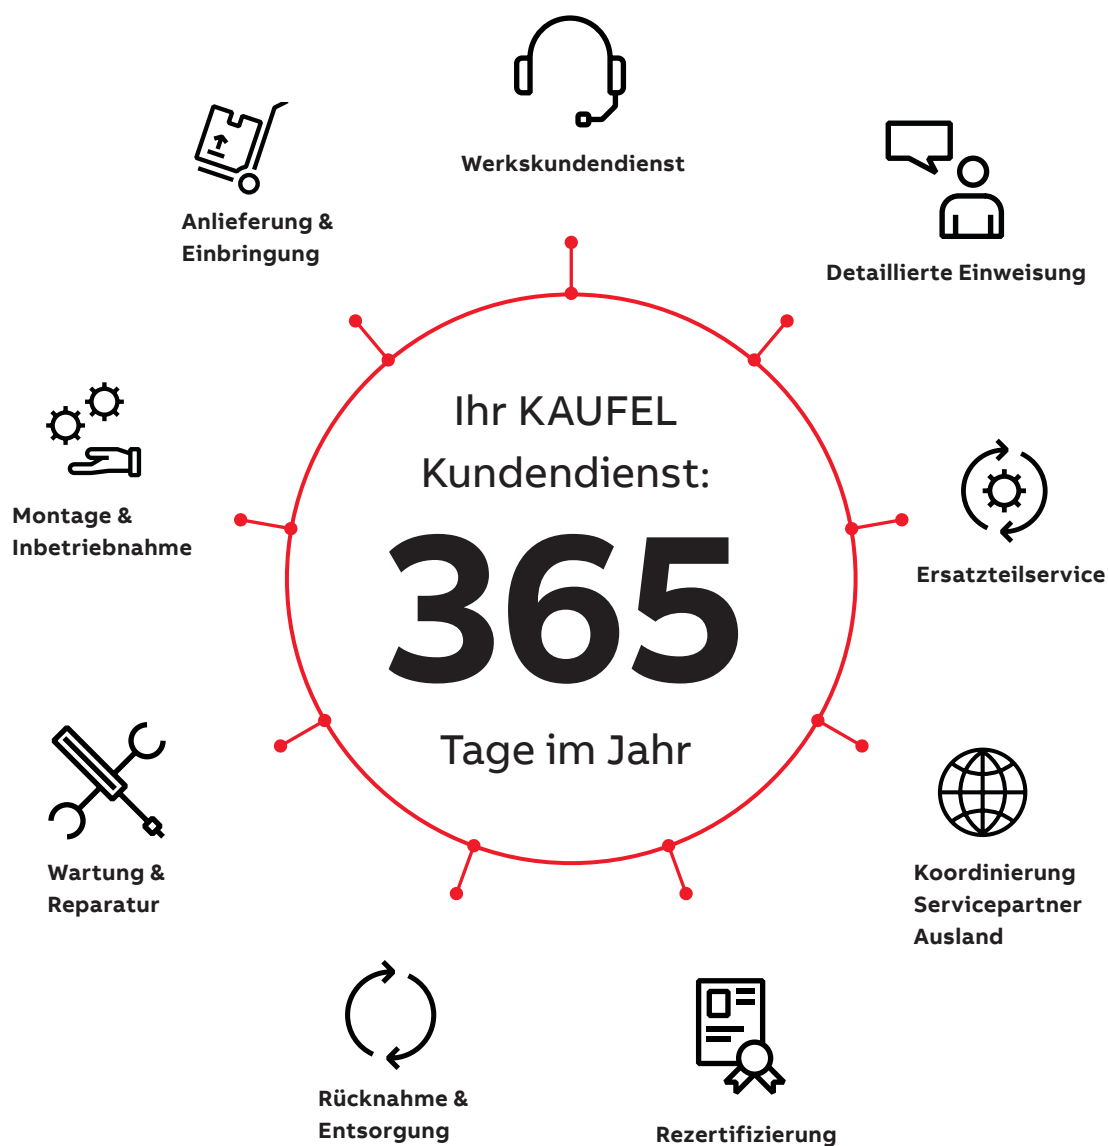 Werkskundendienst
Anlieferung &
Einbringung
Detaillierte Einweisung
Ihr KAUFEL
Kundendienst:
365
Tage im Jahr
Montage &
Inbetriebnahme
Ersatzteilservice
Wartung &
Reparatur
Koordinierung
Servicepartner
Ausland
Rücknahme &
Entsorgung
Rezertifizierung